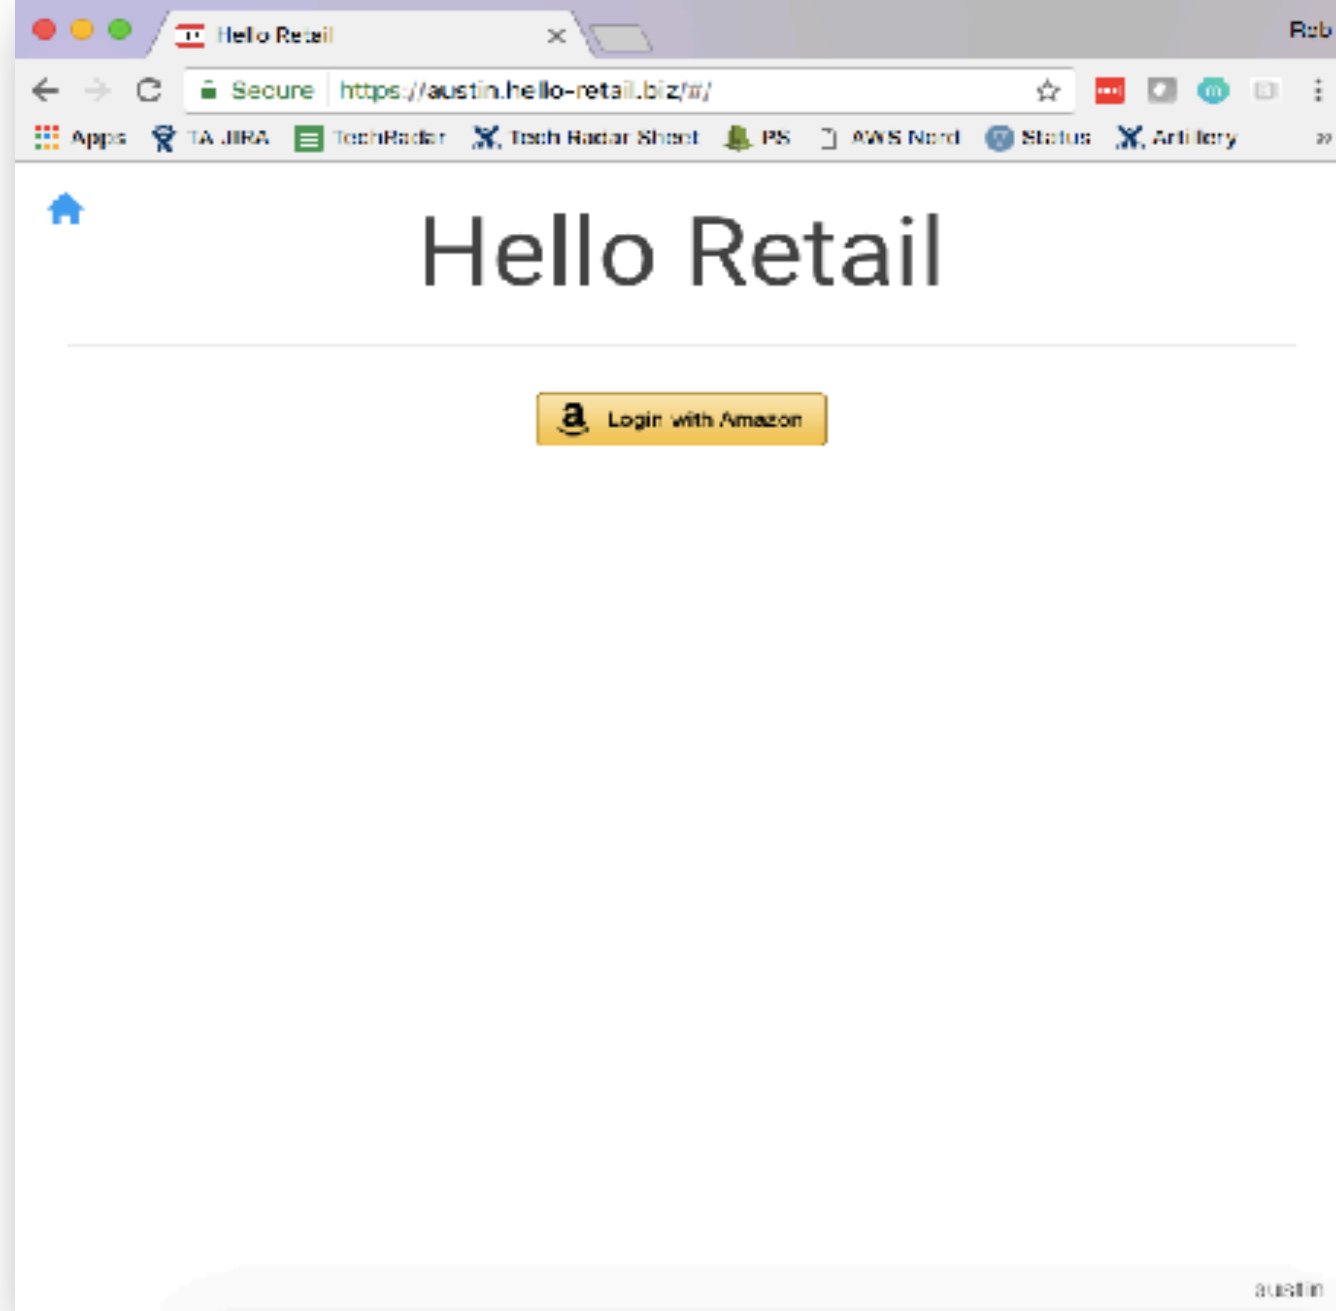 Hello Retail
Rob
Secure https://austin.hello-retail.biz/#/
Apps TA JIRA TechRadar Tech Radar Sheet PS AWS Nord Status Artillery »
Hello Retail
Login with Amazon
austin